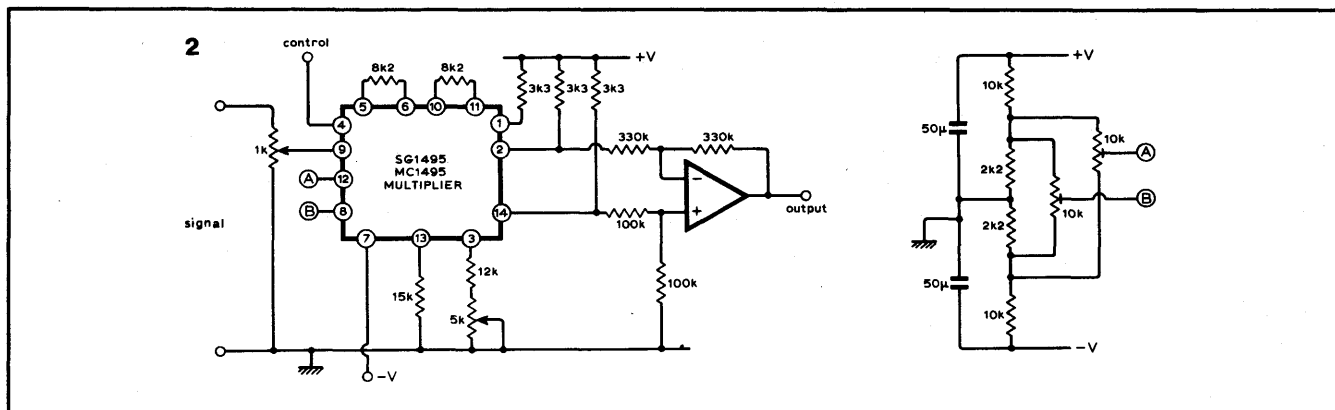 2
control
8k2
8k2
+V
3k3
3k3
3k3
5
6
10
11
4
1
1k
9
SG1495
MC1495
MULTIPLIER
2
330k
330k
A
12
−
output
B
8
14
100k
+
signal
7
13
3
12k
100k
15k
5k
-V
+V
10k
50µ
10k
A
2k2
10k
B
2k2
50µ
10k
-V